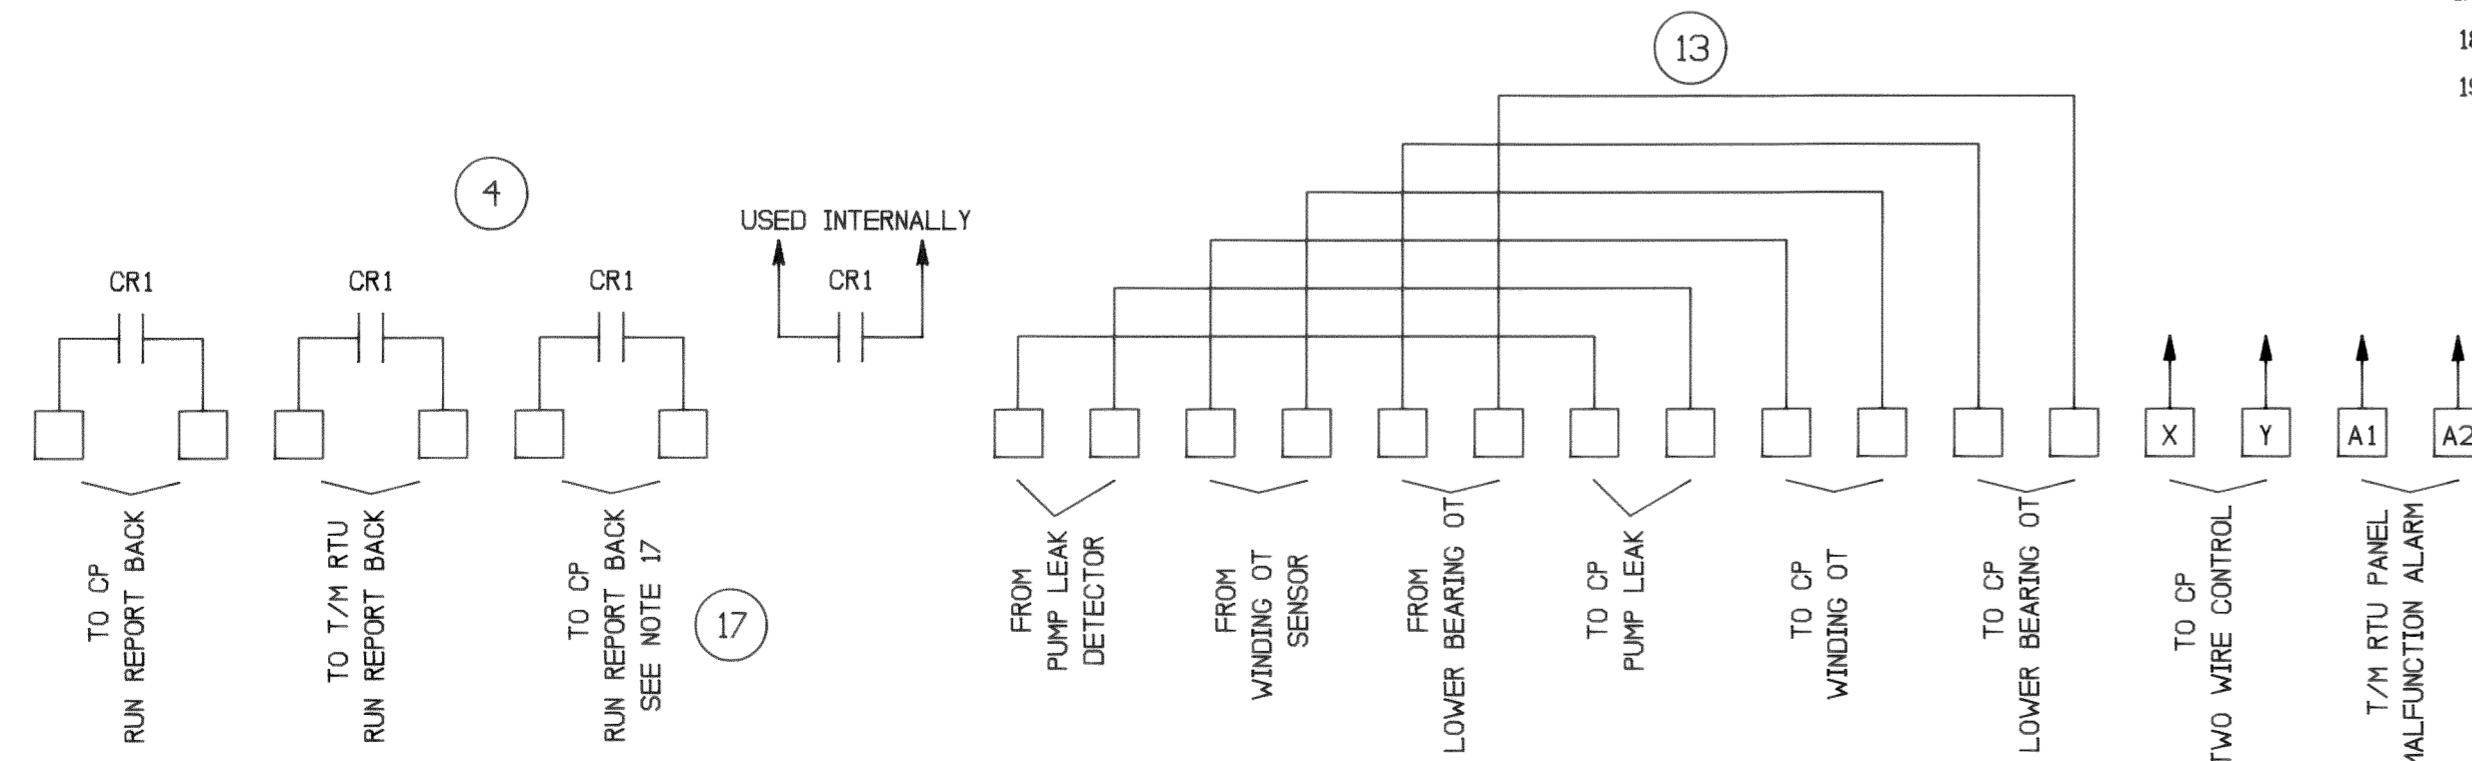 13
4
USED INTERNALLY
CR1
CR1
CR1
CR1
X
Y
A1
A2
TO CP
RUN REPORT BACK
TO T/M RTU
RUN REPORT BACK
TO CP
RUN REPORT BACK
SEE NOTE 17
17
FROM
PUMP LEAK
DETECTOR
FROM
WINDING OT
SENSOR
FROM
LOWER BEARING OT
TO CP
PUMP LEAK
TO CP
WINDING OT
TO CP
LOWER BEARING OT
TO CP
TWO WIRE CONTROL
T/M RTU PANEL
MALFUNCTION ALARM